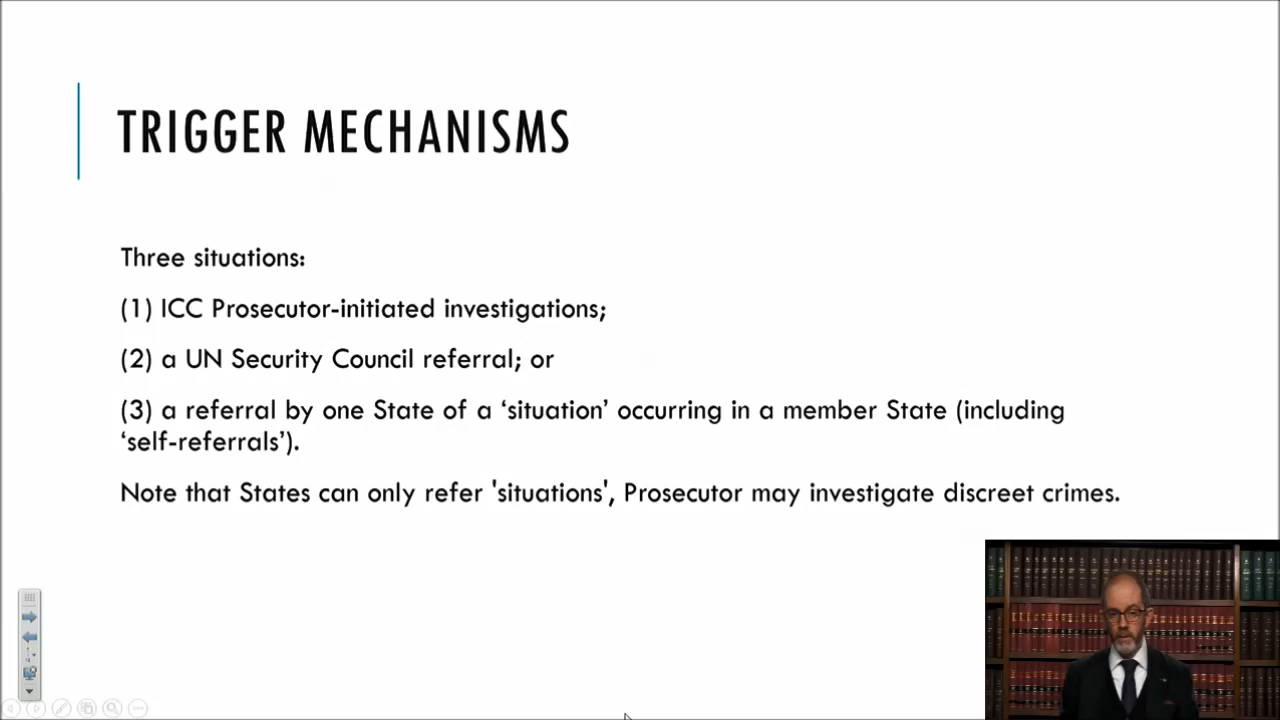 TRIGGER MECHANISMS
Three situations:
(1) ICC Prosecutor-initiated investigations;
(2) a UN Security Council referral; or
(3) a referral by one State of a ‘situation’ occurring in a member State (including
‘self-referrals’).
Note that States can only refer 'situations', Prosecutor may investigate discreet crimes.